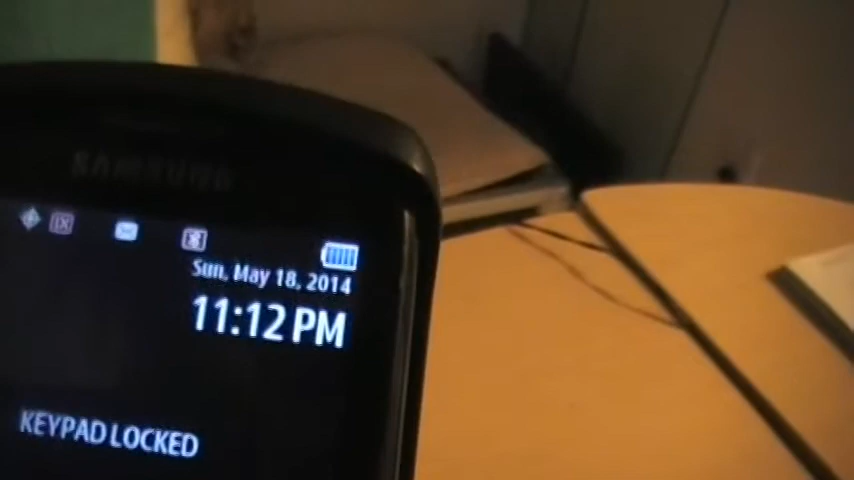 SAMSUNG
Sun, May 18, 2014
11:12 PM
KEYPAD LOCKED